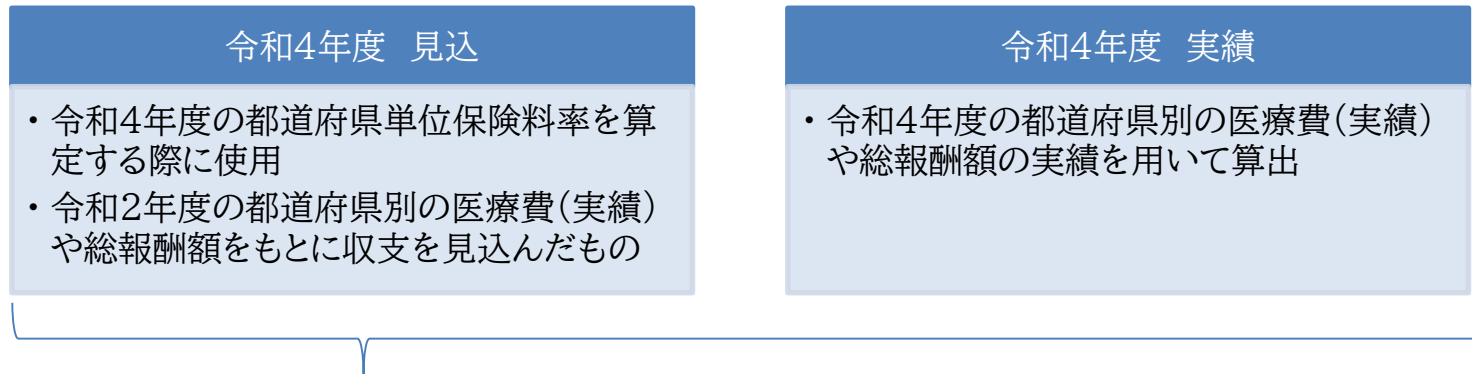 令和4年度　見込
・令和4年度の都道府県単位保険料率を算
定する際に使用
・令和2年度の都道府県別の医療費(実績)
や総報酬額をもとに収支を見込んだもの
令和4年度　実績
・令和4年度の都道府県別の医療費(実績)
や総報酬額の実績を用いて算出